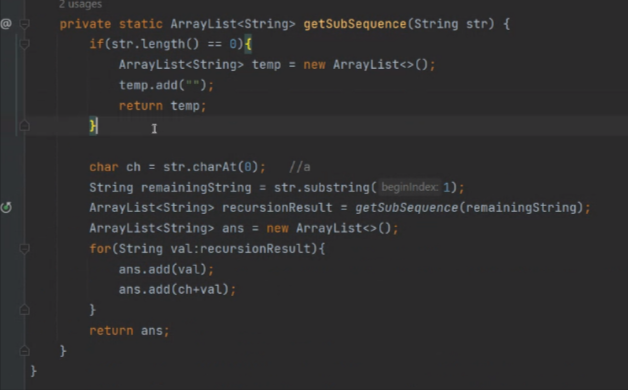 2 usages
private static ArrayList<String> getSubSequence(String str) {
if(str.length() == 0){
ArrayList<String> temp = new ArrayList<>();
temp.add("");
return temp;
}
char ch = str.charAt(0);   //a
String remainingString = str.substring( beginIndex: 1);
ArrayList<String> recursionResult = getSubSequence(remainingString);
ArrayList<String> ans = new ArrayList<>();
for(String val:recursionResult){
ans.add(val);
ans.add(ch+val);
}
return ans;
}
}